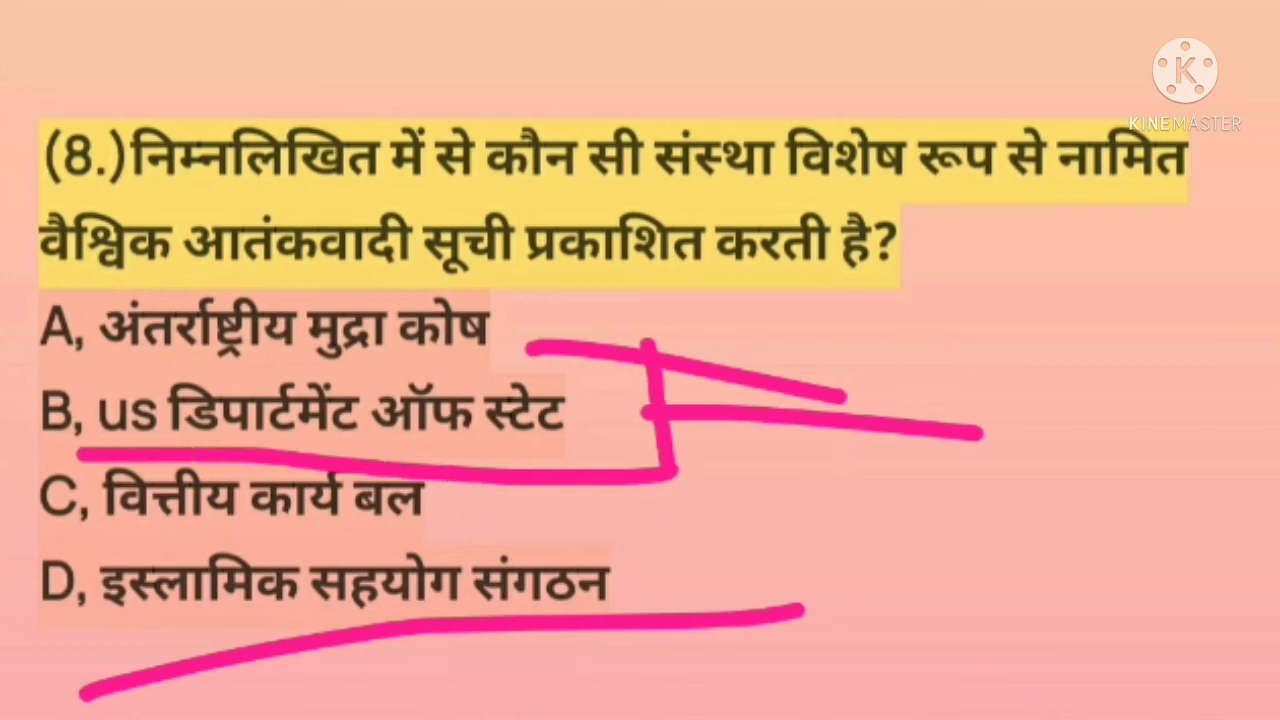 KINEMASTER
(8.)निम्नलिखित में से कौन सी संस्था विशेष रूप से नामित
वैश्विक आतंकवादी सूची प्रकाशित करती है?
A, अंतर्राष्ट्रीय मुद्रा कोष
B, us डिपार्टमेंट ऑफ स्टेट
C, वित्तीय कार्य बल
D, इस्लामिक सहयोग संगठन